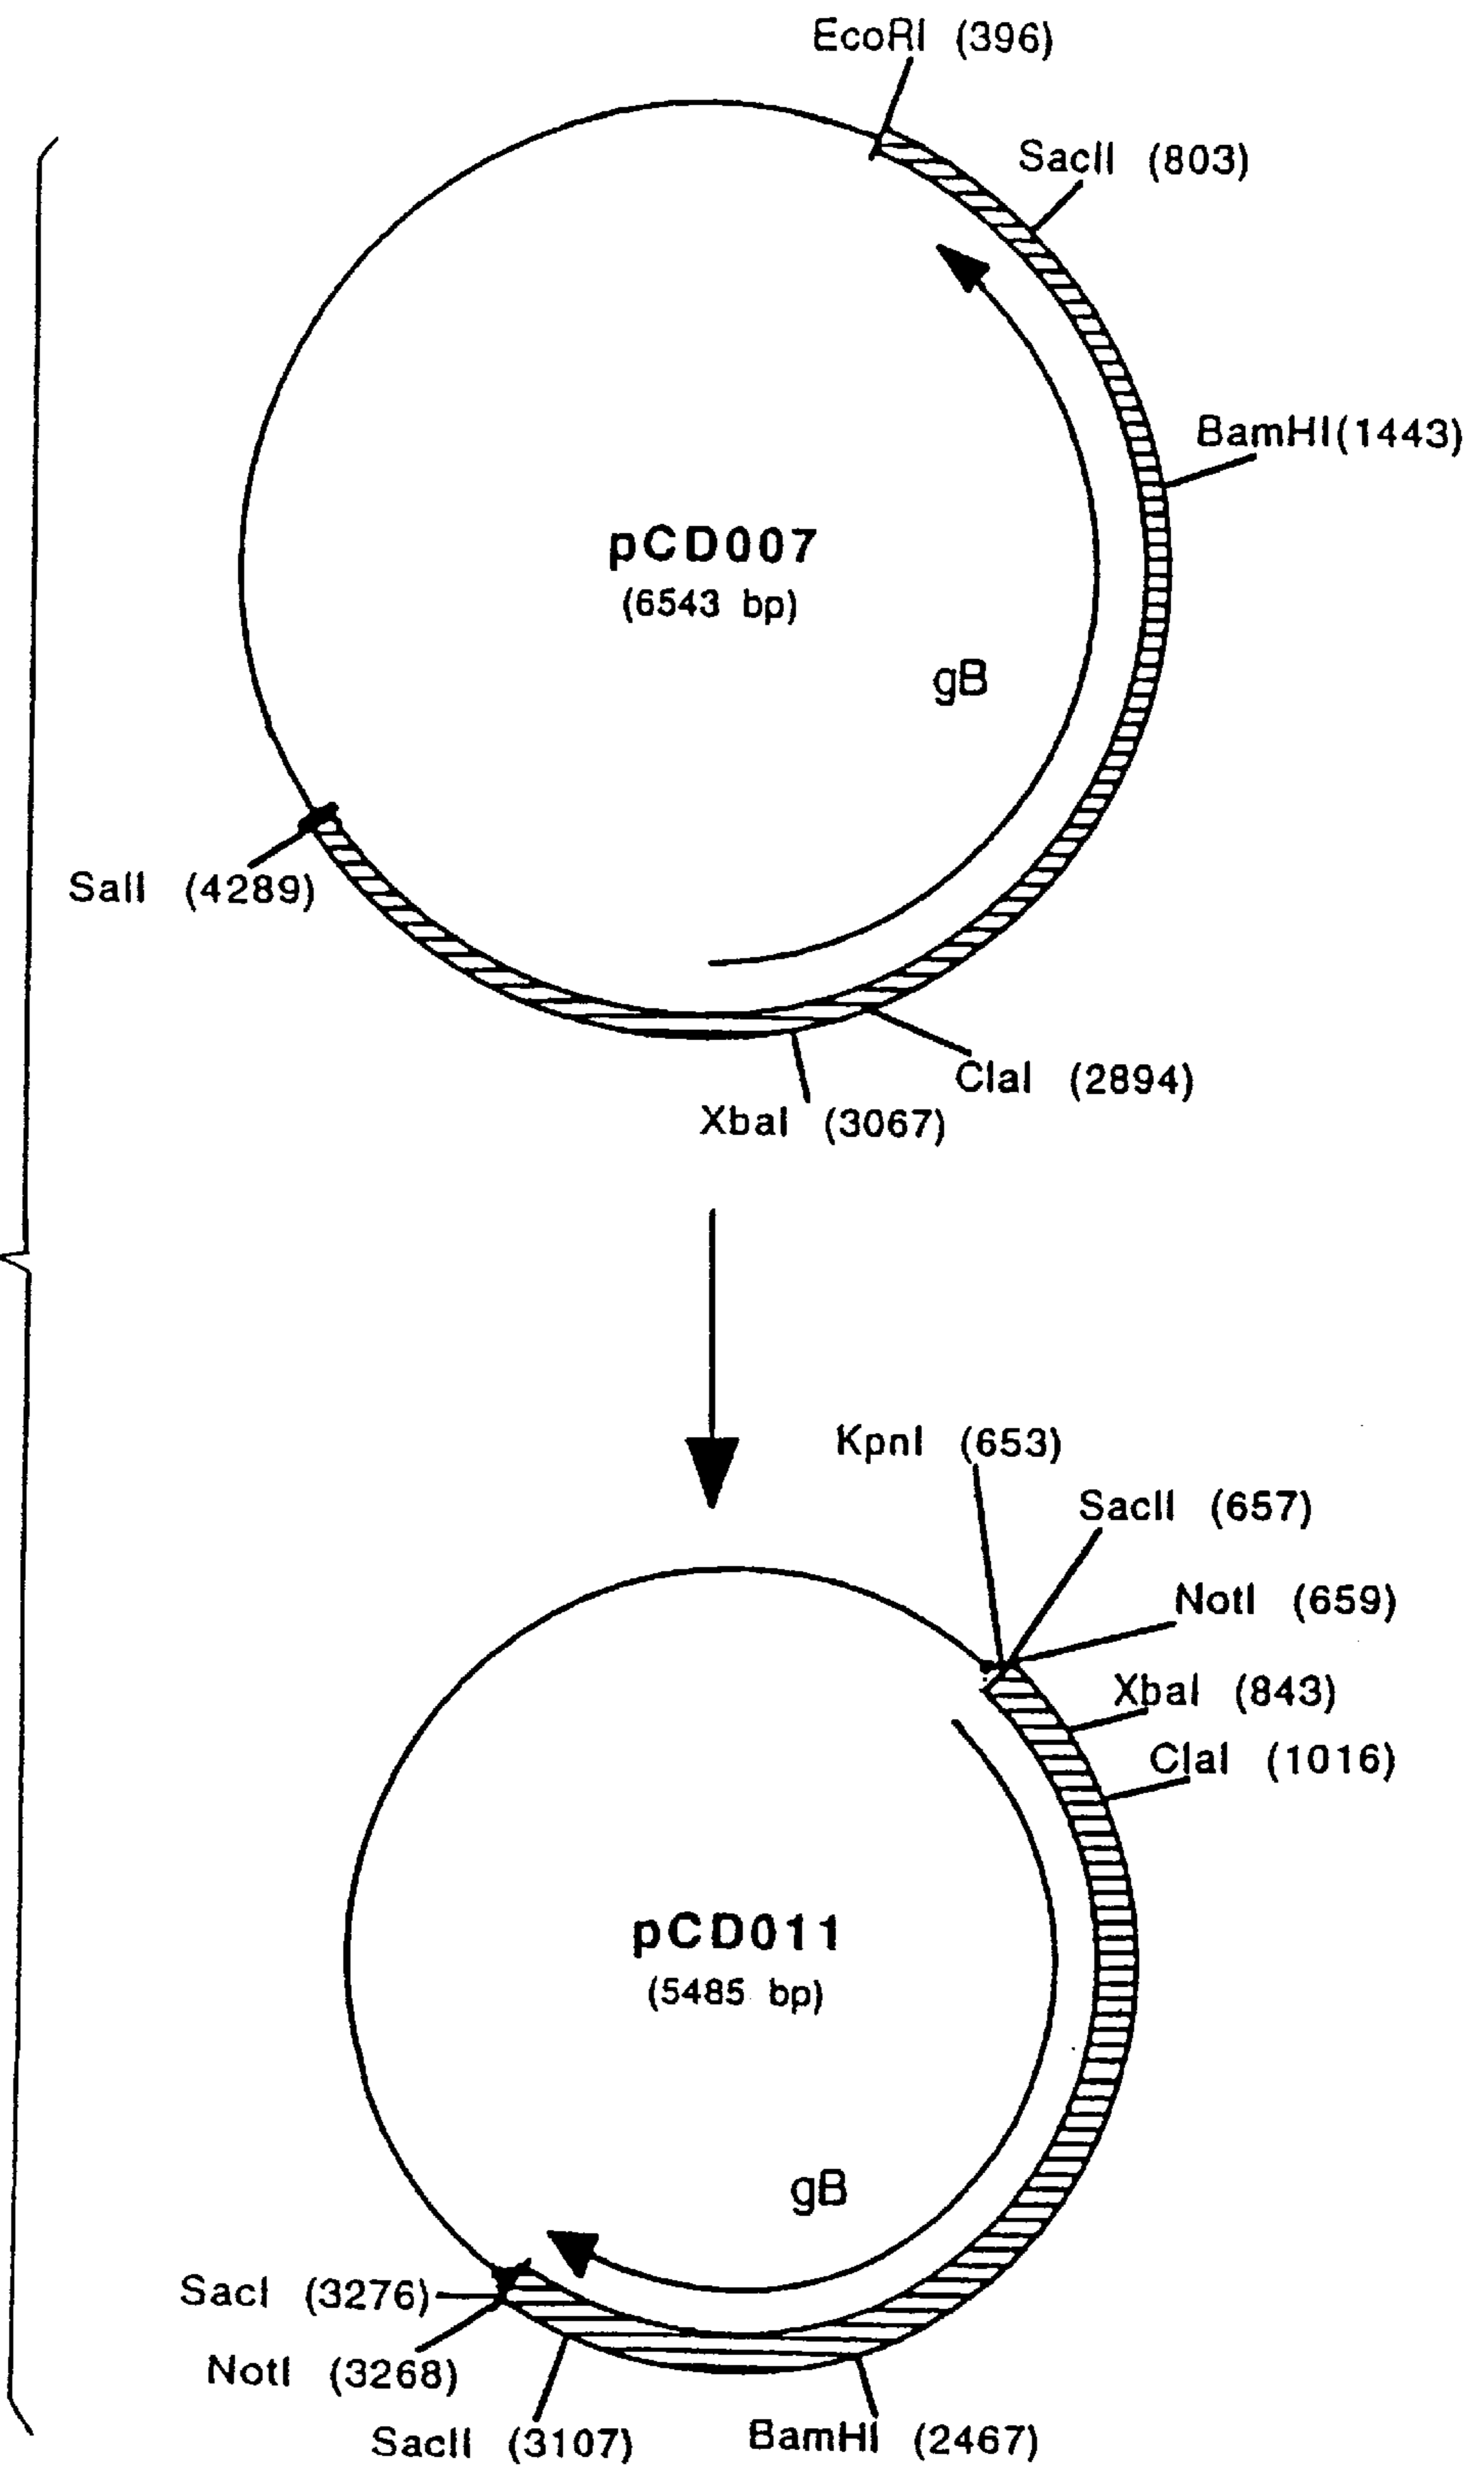 EcoRI (396)
SacII (803)
BamHI(1443)
pCD007
(6543 bp)
gB
SalI (4289)
ClaI (2894)
XbaI (3067)
KpnI (653)
SacII (657)
NotI (659)
XbaI (843)
ClaI (1016)
pCD011
(5485 bp)
gB
SacI (3276)
NotI (3268)
SacII (3107)
BamHI (2467)